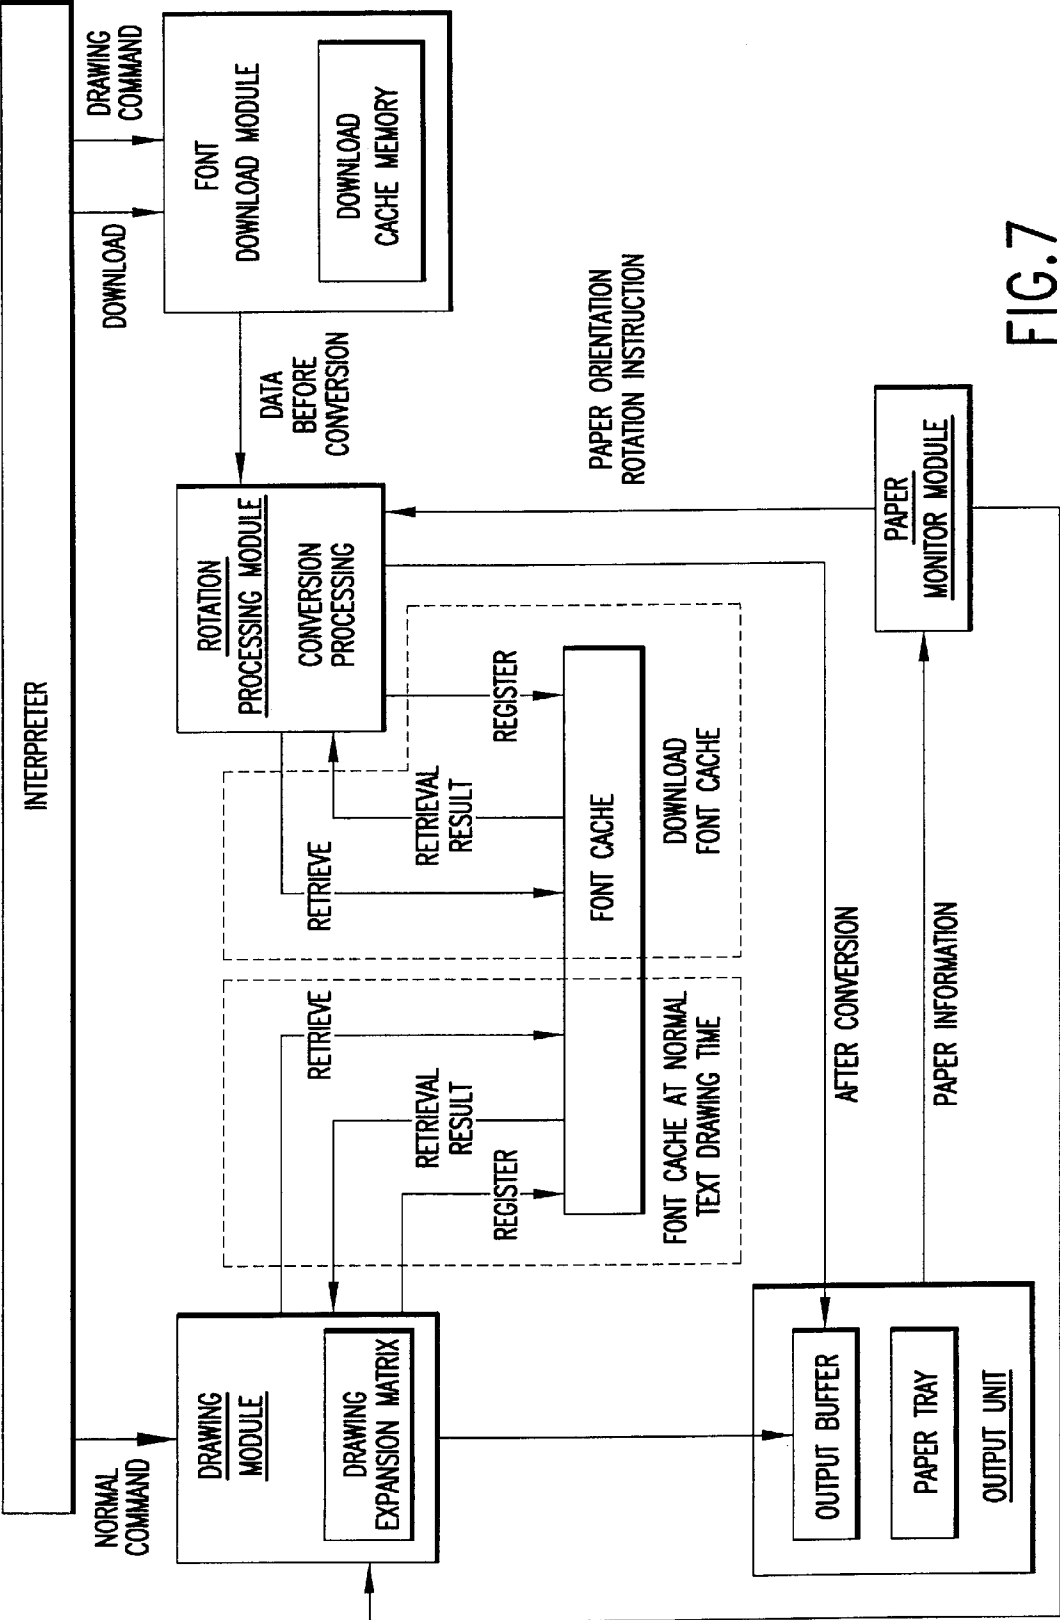 INTERPRETER
NORMAL
COMMAND
DOWNLOAD
DRAWING
COMMAND
DRAWING
MODULE
DRAWING
EXPANSION MATRIX
RETRIEVE
RETRIEVAL
RESULT
REGISTER
FONT CACHE AT NORMAL
TEXT DRAWING TIME
FONT CACHE
RETRIEVE
RETRIEVAL
RESULT
REGISTER
DOWNLOAD
FONT CACHE
ROTATION
PROCESSING MODULE
CONVERSION
PROCESSING
DATA
BEFORE
CONVERSION
FONT
DOWNLOAD MODULE
DOWNLOAD
CACHE MEMORY
PAPER ORIENTATION
ROTATION INSTRUCTION
AFTER CONVERSION
PAPER INFORMATION
OUTPUT BUFFER
PAPER TRAY
OUTPUT UNIT
PAPER
MONITOR MODULE
FIG.7